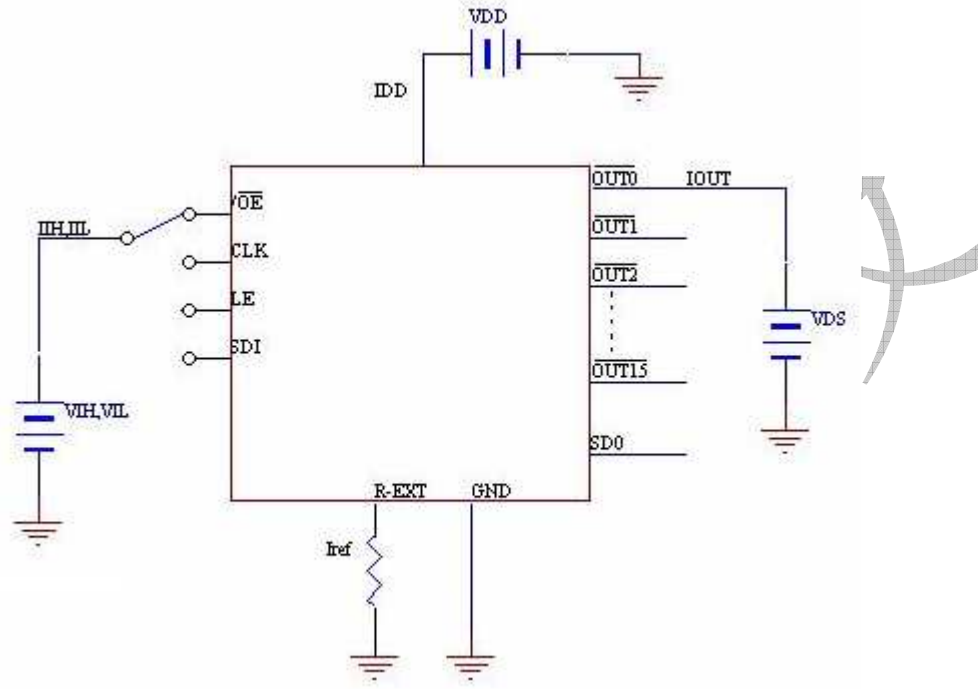 VDD
IDD
OE
OUT0 IOUT
IIH,IIL
OUT1
CLK
OUT2
LE
VDS
SDI
OUT15
VIH,VIL
SD0
R-EXT GND
Iref